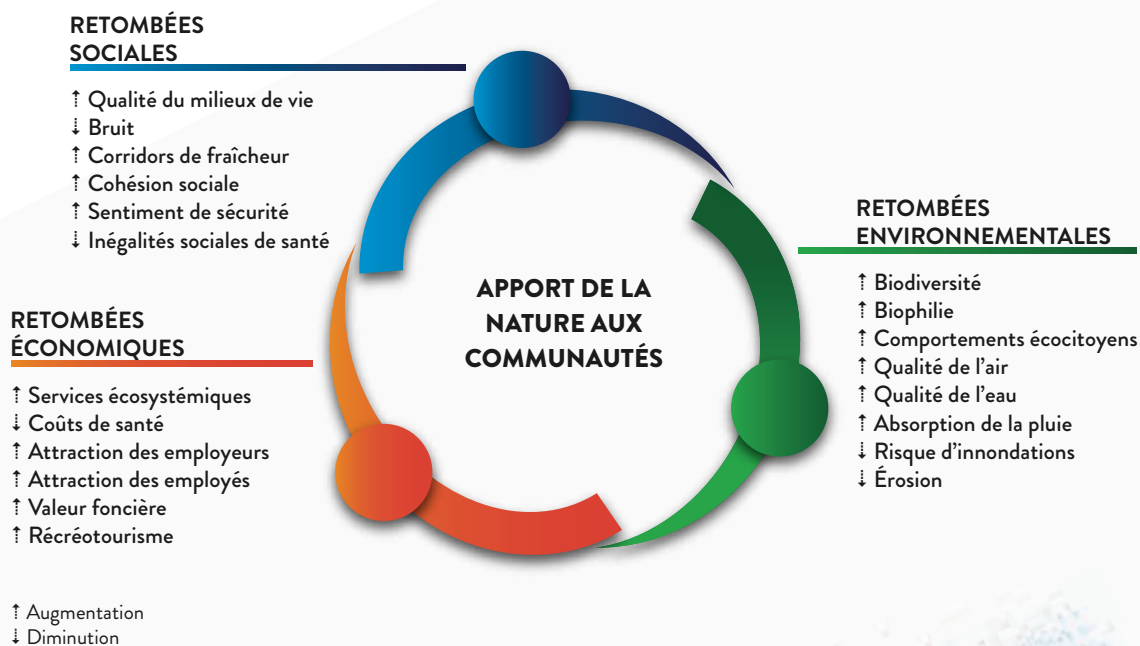 RETOMBÉES
SOCIALES
↑ Qualité du milieux de vie
↓ Bruit
↑ Corridors de fraîcheur
↑ Cohésion sociale
↑ Sentiment de sécurité
↓ Inégalités sociales de santé
RETOMBÉES
ÉCONOMIQUES
↑ Services écosystémiques
↓ Coûts de santé
↑ Attraction des employeurs
↑ Attraction des employés
↑ Valeur foncière
↑ Récréotourisme
APPORT DE LA
NATURE AUX
COMMUNAUTÉS
RETOMBÉES
ENVIRONNEMENTALES
↑ Biodiversité
↑ Biophilie
↑ Comportements écocitoyens
↑ Qualité de l'air
↑ Qualité de l'eau
↑ Absorption de la pluie
↓ Risque d'innondations
↓ Érosion
↑ Augmentation
↓ Diminution